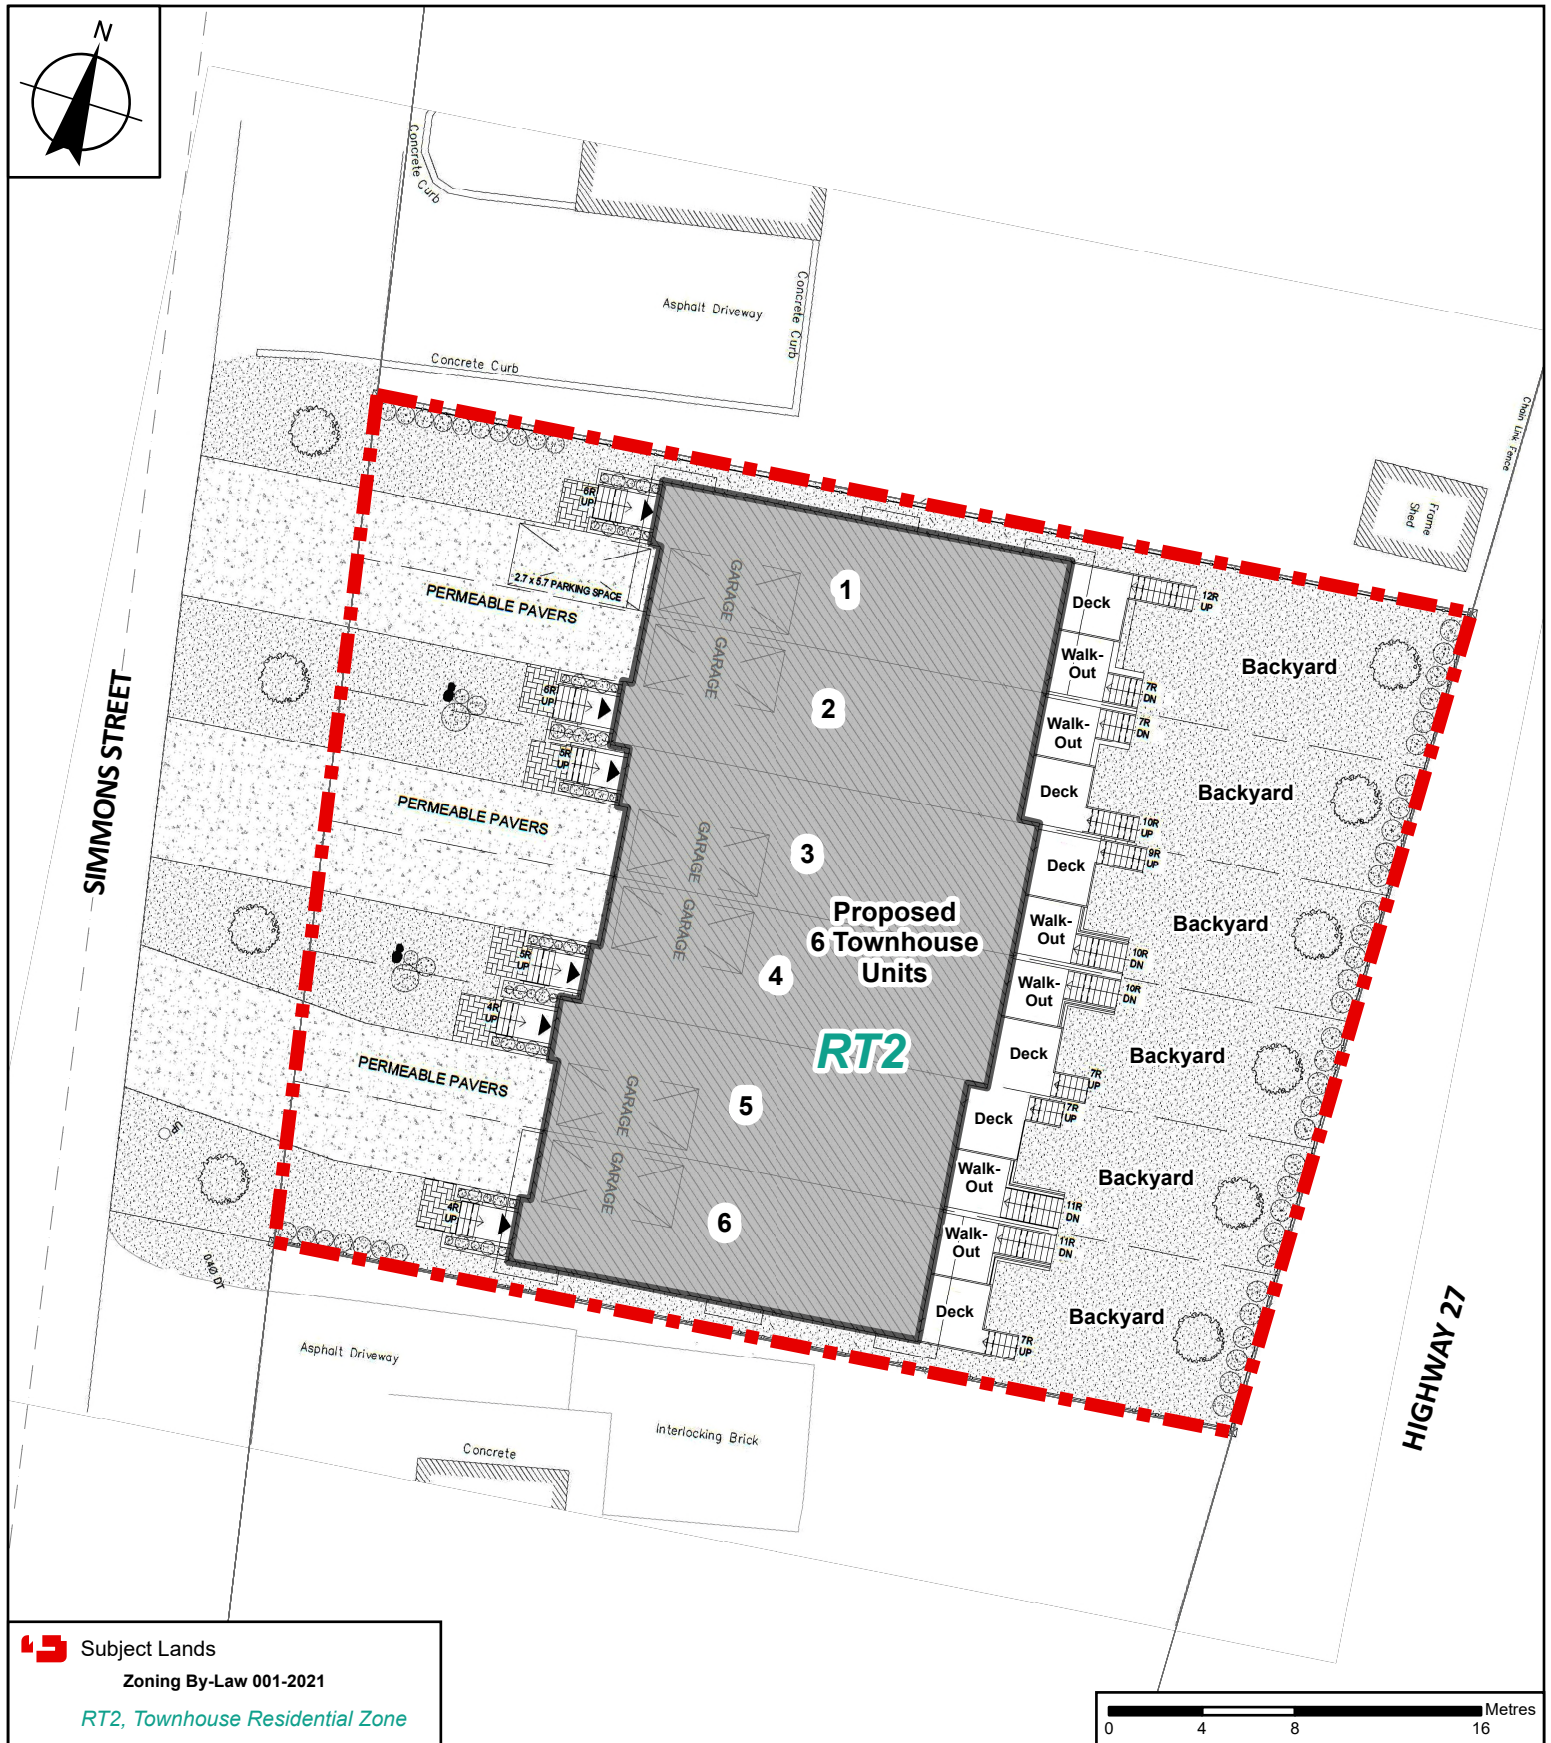 N
Concrete Curb
Asphalt Driveway
Concrete Curb
Concrete Curb
Chain Link Fence
Frame
Shed
SIMMONS STREET
HIGHWAY 27
6R
UP
2.7 x 5.7 PARKING SPACE
PERMEABLE PAVERS
GARAGE
1
Deck
12R
UP
Walk-
Out
7R
DN
Backyard
6R
UP
GARAGE
2
Walk-
Out
7R
DN
Deck
10R
UP
Backyard
5R
UP
PERMEABLE PAVERS
GARAGE
3
Deck
9R
UP
Walk-
Out
10R
DN
Backyard
Proposed
6 Townhouse
Units
5R
UP
GARAGE
4
Walk-
Out
10R
DN
Deck
7R
UP
Backyard
RT2
4R
UP
PERMEABLE PAVERS
GARAGE
5
Deck
7R
UP
Walk-
Out
11R
DN
Backyard
4R
UP
GARAGE
6
Walk-
Out
11R
DN
Deck
7R
UP
Backyard
UP
040 DT
Asphalt Driveway
Interlocking Brick
Concrete
Subject Lands
Zoning By-Law 001-2021
RT2, Townhouse Residential Zone
Metres
0 4 8 16